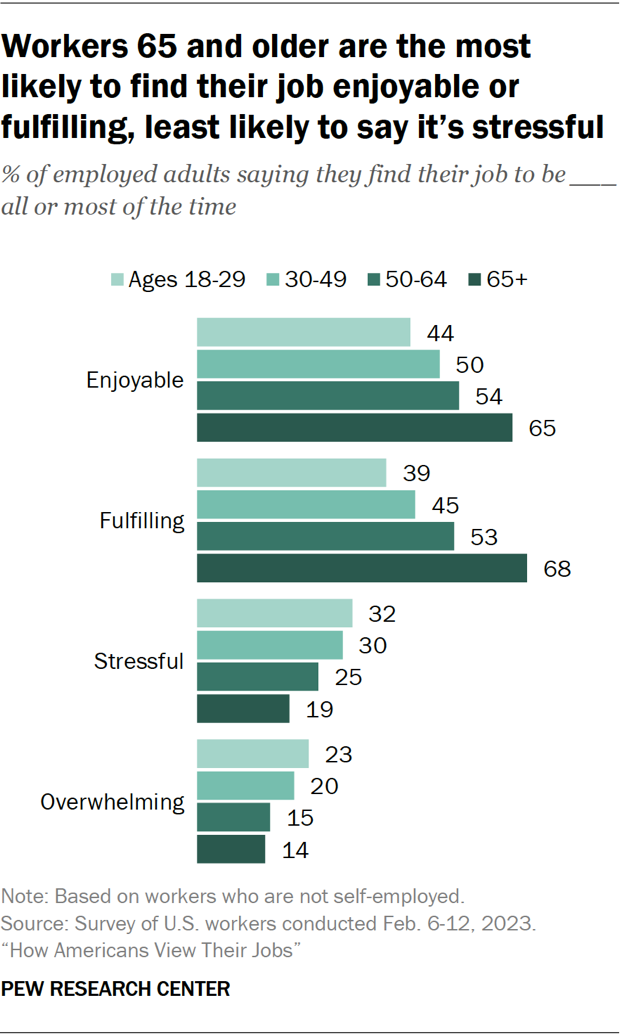 Workers 65 and older are the most
likely to find their job enjoyable or
fulfilling, least likely to say it’s stressful
% of employed adults saying they find their job to be ____
all or most of the time
Ages 18-29 30-49 50-64 65+
Enjoyable
44
50
54
65
Fulfilling
39
45
53
68
Stressful
32
30
25
19
Overwhelming
23
20
15
14
Note: Based on workers who are not self-employed.
Source: Survey of U.S. workers conducted Feb. 6-12, 2023.
“How Americans View Their Jobs”
PEW RESEARCH CENTER